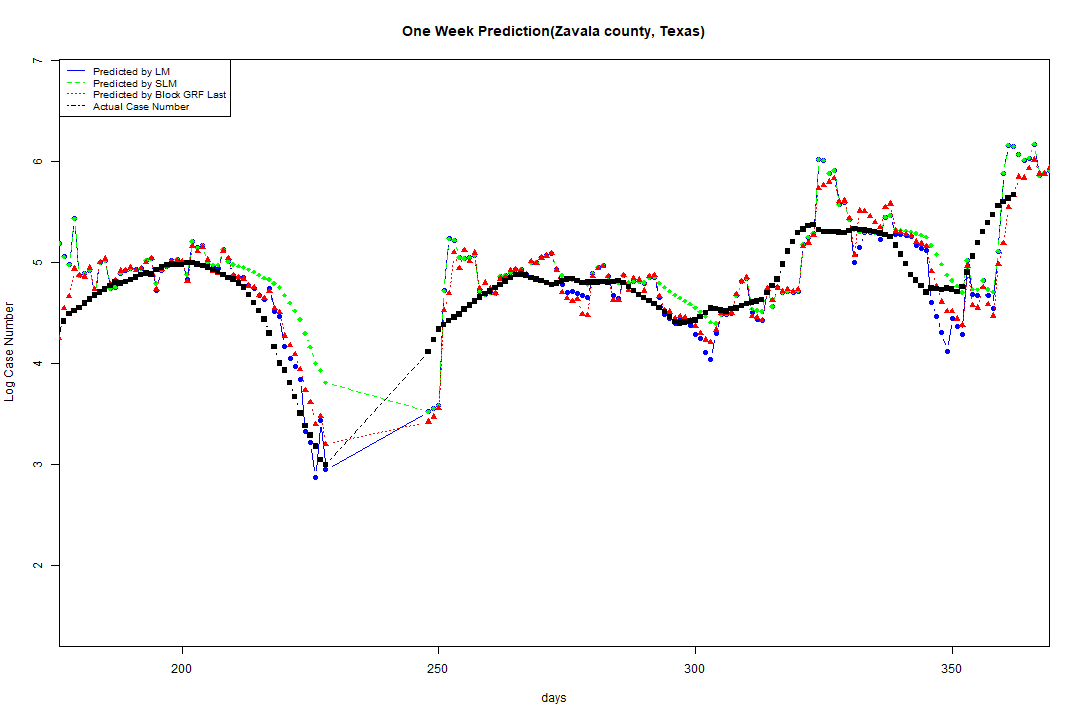 One Week Prediction(Zavala county, Texas)
Predicted by LM
Predicted by SLM
Predicted by Block GRF Last
Actual Case Number
7
6
5
4
3
2
Log Case Number
200
250
300
350
days